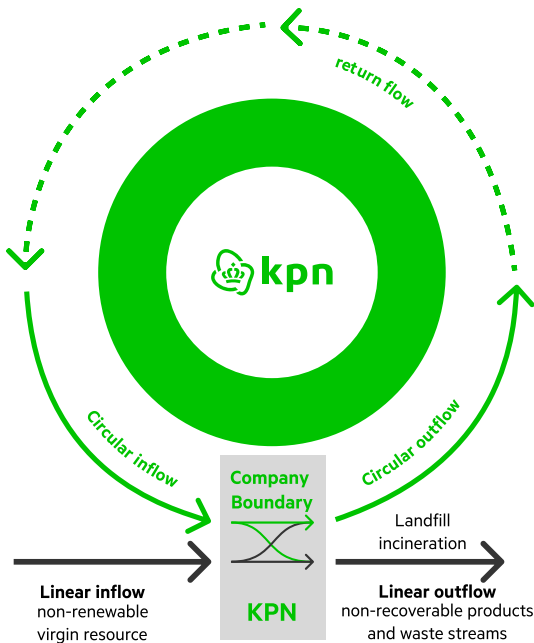 return flow
kpn
Circular inflow
Circular outflow
Company
Boundary
Landfill
incineration
Linear inflow
non-renewable
virgin resource
KPN
Linear outflow
non-recoverable products
and waste streams